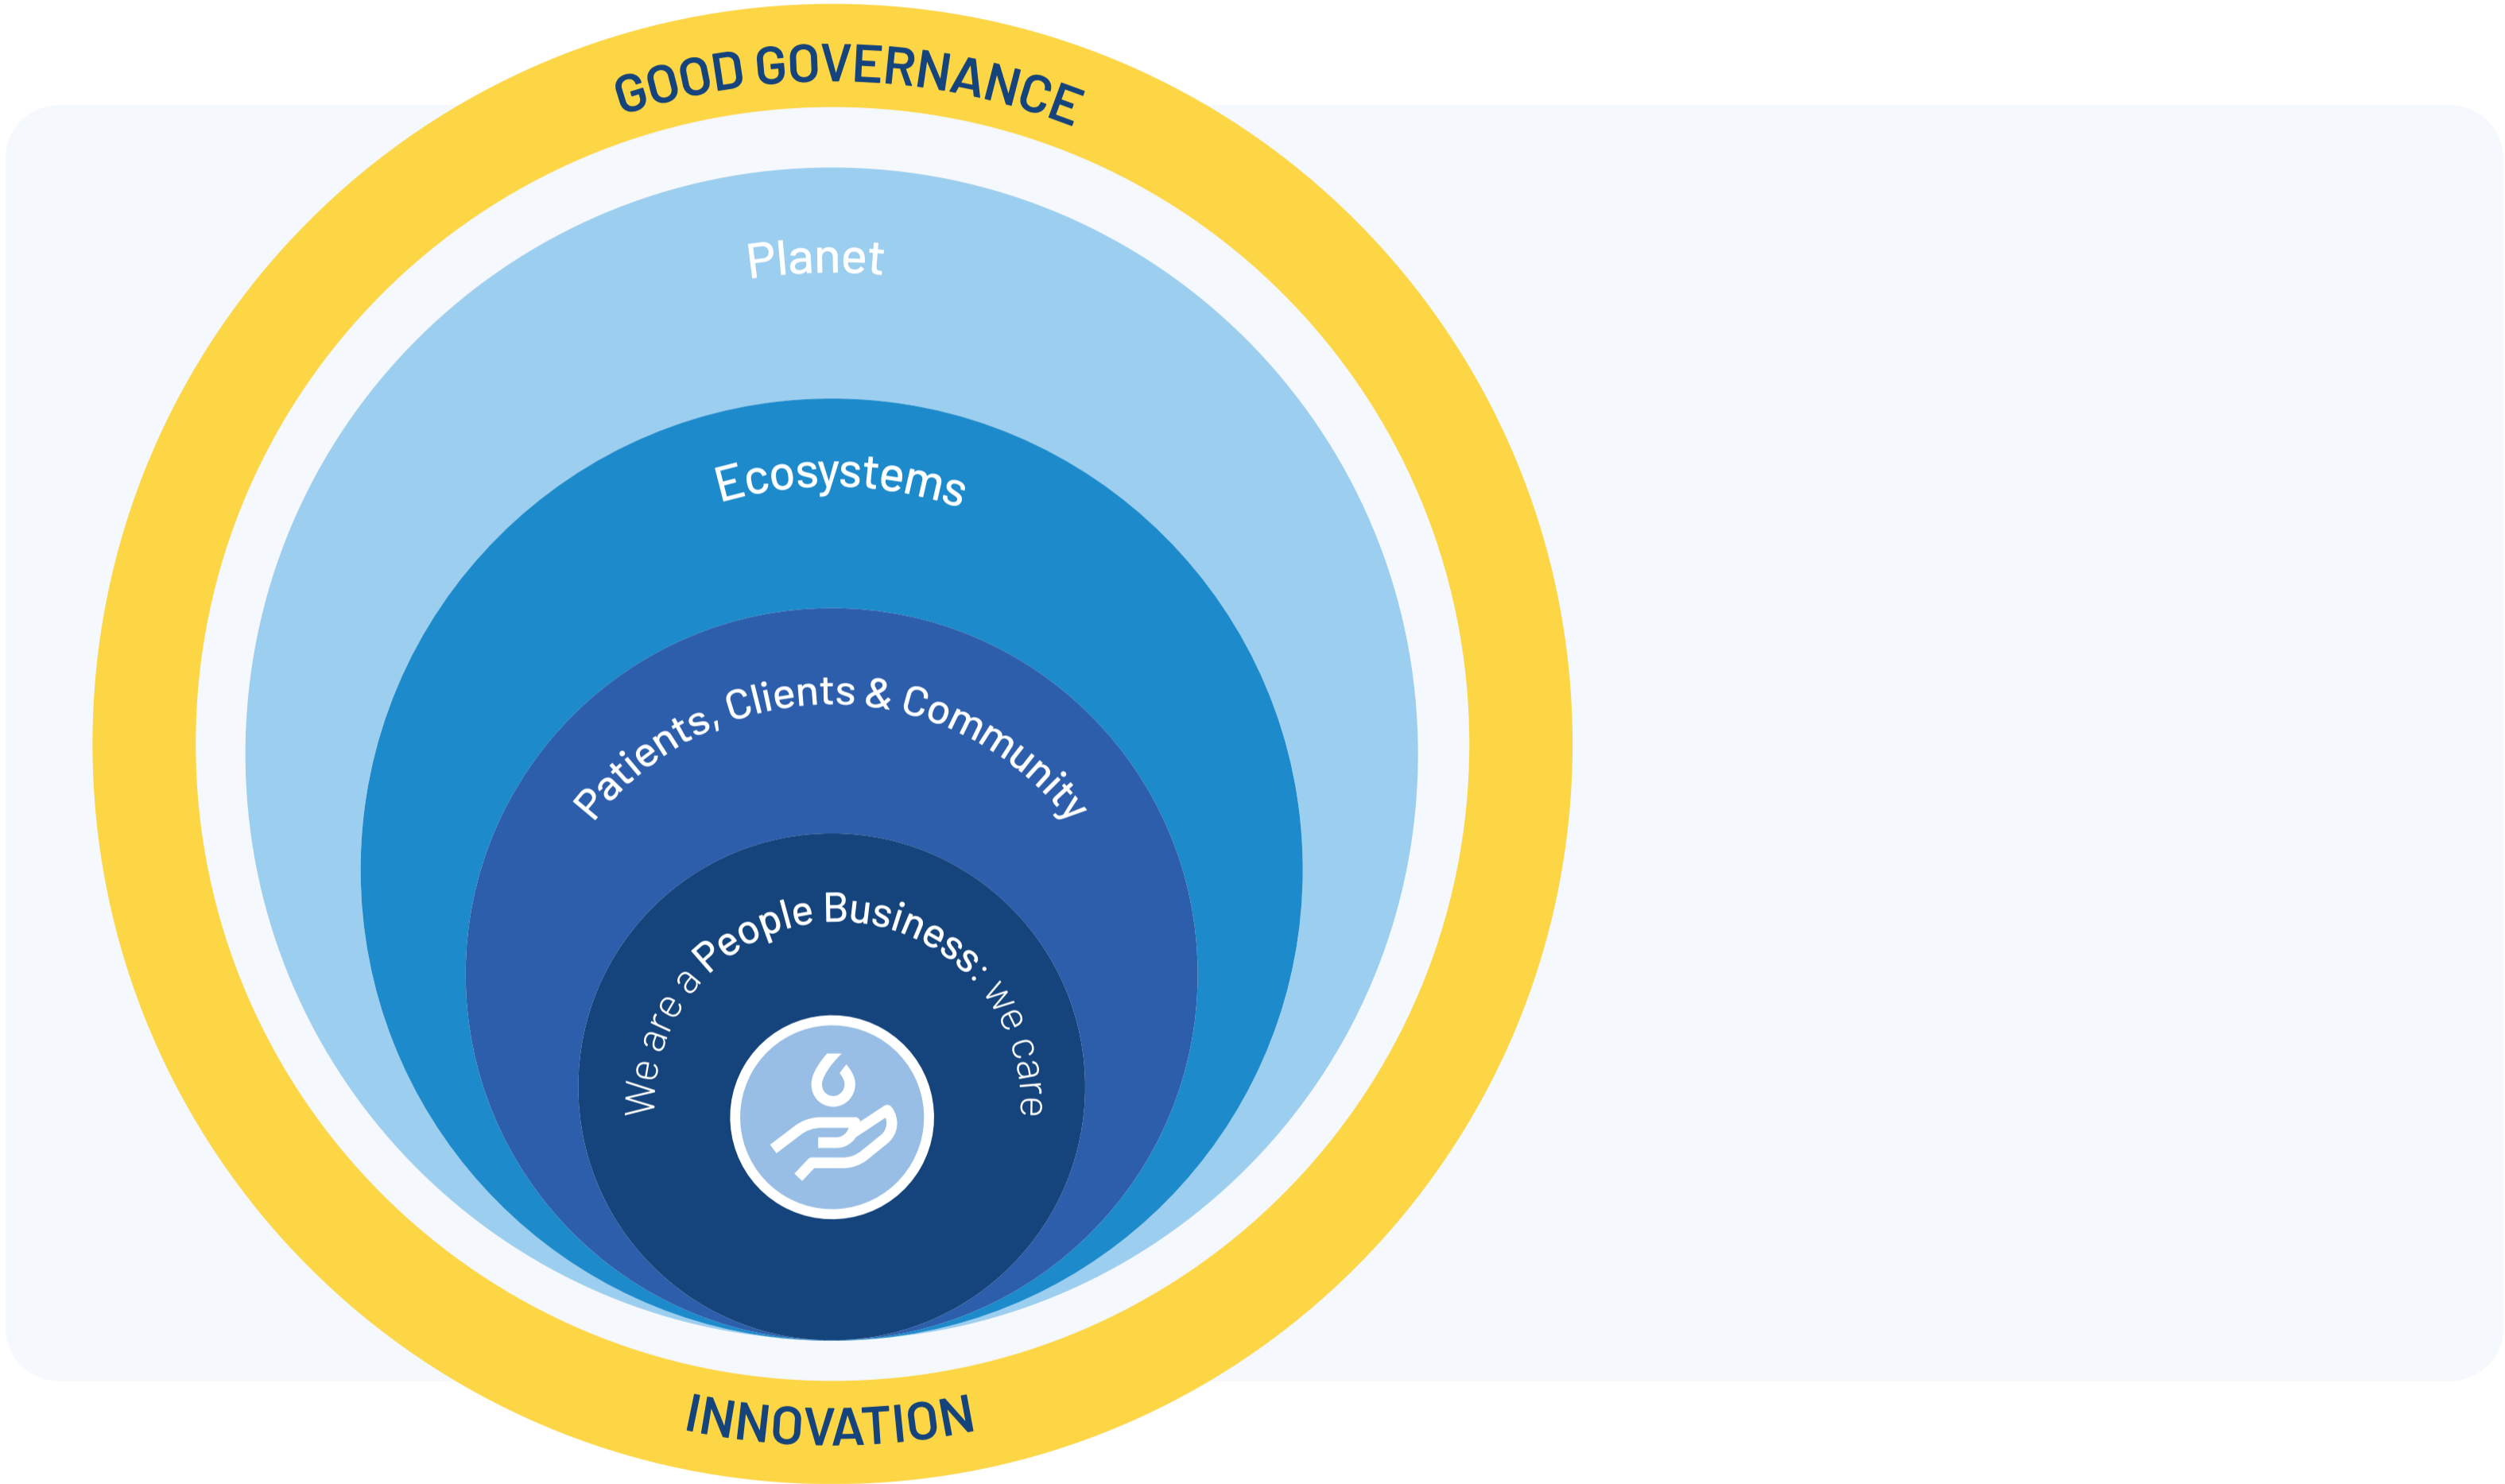 GOOD GOVERNANCE
Planet
Ecosystems
Patients, Clients & Community
We are a People Business: we care
INNOVATION